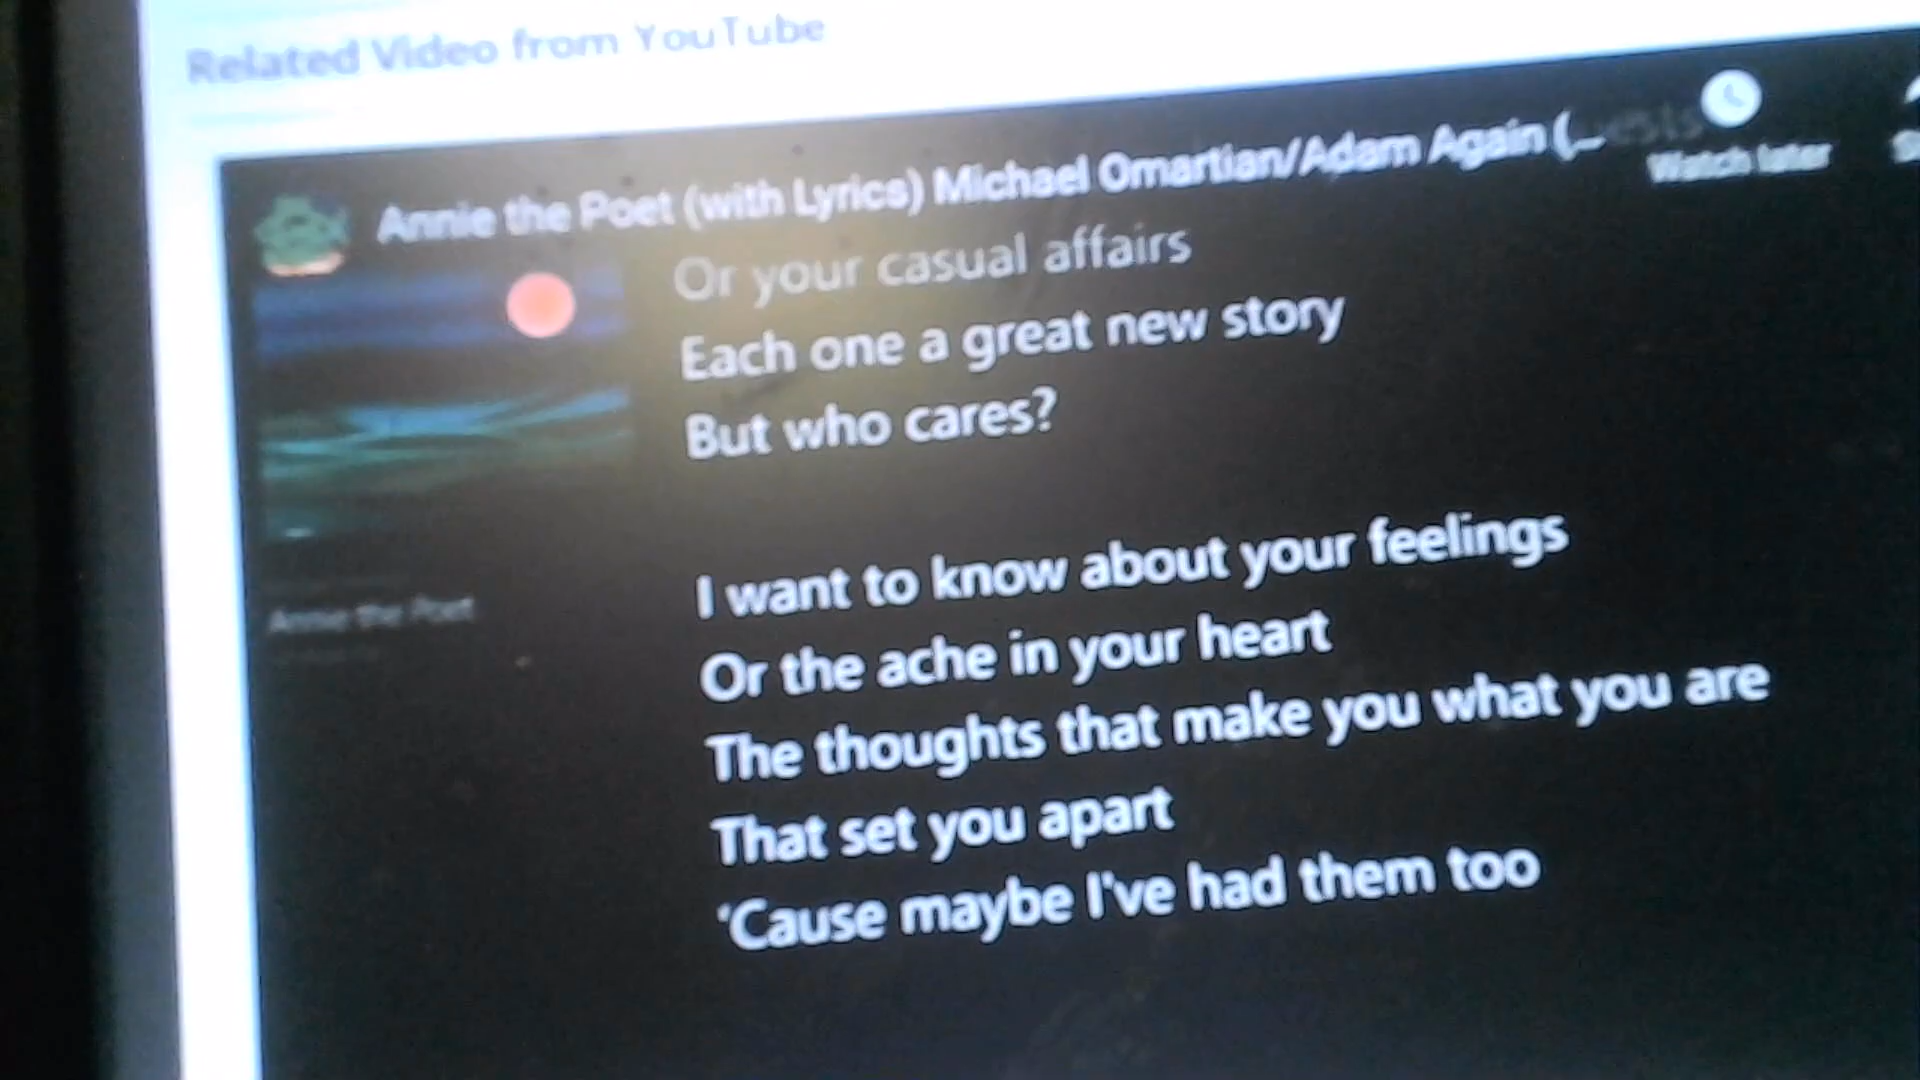 Related Video from YouTube
Annie the Poet (with Lyrics) Michael Omartian/Adam Again (...
Watch later
Or your casual affairs
Each one a great new story
But who cares?
I want to know about your feelings
Or the ache in your heart
The thoughts that make you what you are
That set you apart
'Cause maybe I've had them too
Annie the Poet